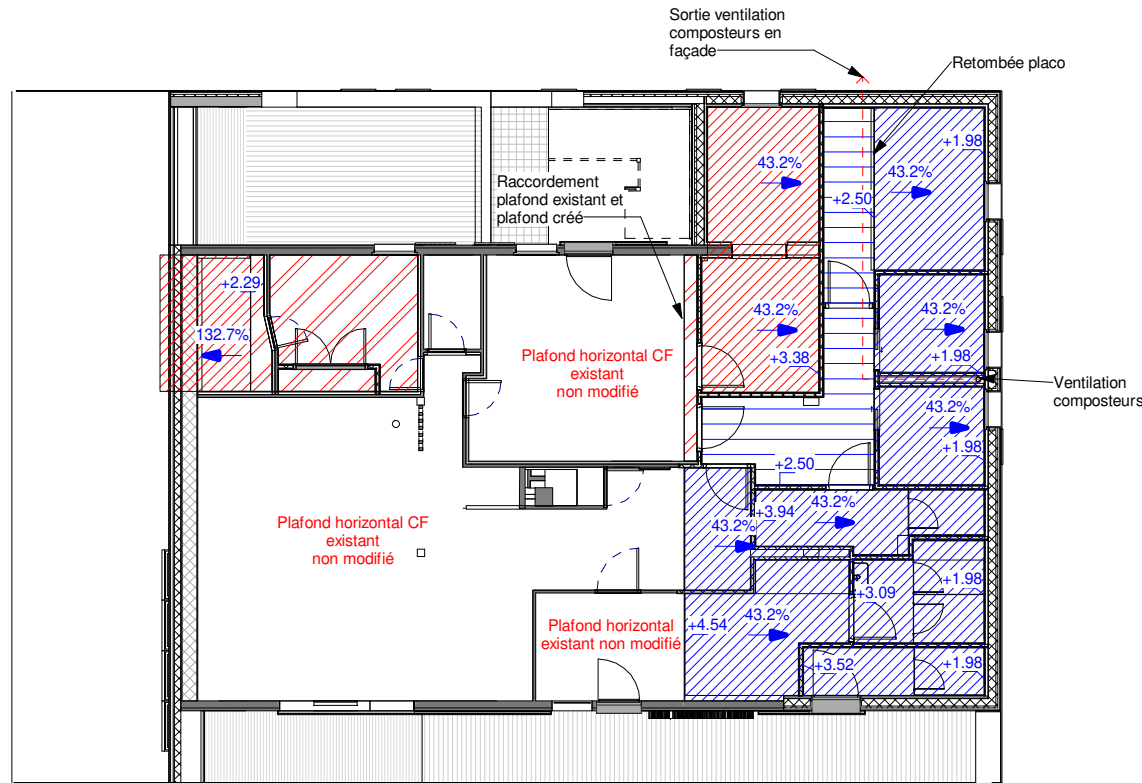 Sortie ventilation
composteurs en
façade
Retombée placo
+1.98
43.2%
43.2%
+2.50
Raccordement
plafond existant et
plafond créé
+2.29
132.7%
43.2%
+3.38
43.2%
+1.98
Plafond horizontal CF
existant
non modifié
Ventilation
composteurs
43.2%
+1.98
+2.50
43.2%
+3.94
43.2%
Plafond horizontal CF
existant
non modifié
+1.98
+3.09
Plafond horizontal
existant non modifié
+4.54
43.2%
+3.52
+1.98